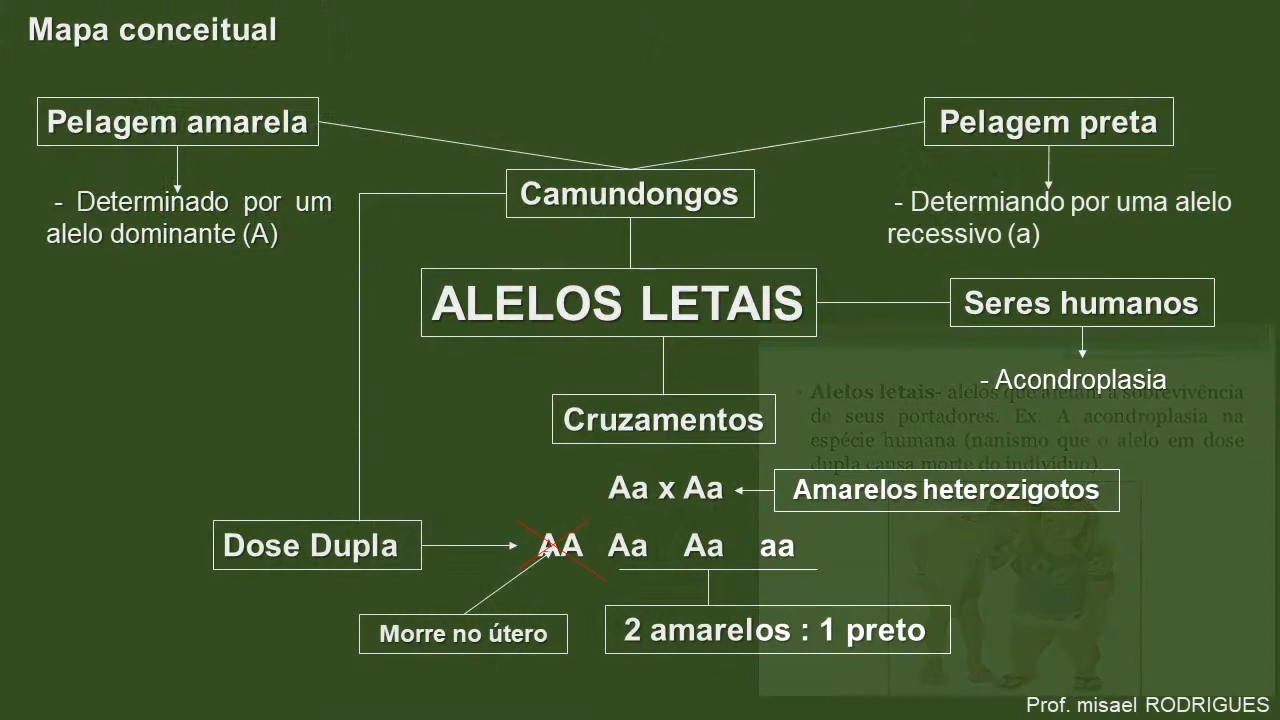 Mapa conceitual
Pelagem amarela
Pelagem preta
- Determinado por um
alelo dominante (A)
Camundongos
- Determiando por uma alelo
recessivo (a)
ALELOS LETAIS
Seres humanos
- Acondroplasia
• Alelos letais- alelos que afetam a sobrevivência
de seus portadores. Ex. A acondroplasia na
espécie humana (nanismo que o alelo em dose
dupla causa morte do indivíduo).
Cruzamentos
Aa x Aa
Amarelos heterozigotos
Dose Dupla
AA Aa Aa aa
Morre no útero
2 amarelos : 1 preto
Prof. misael RODRIGUES